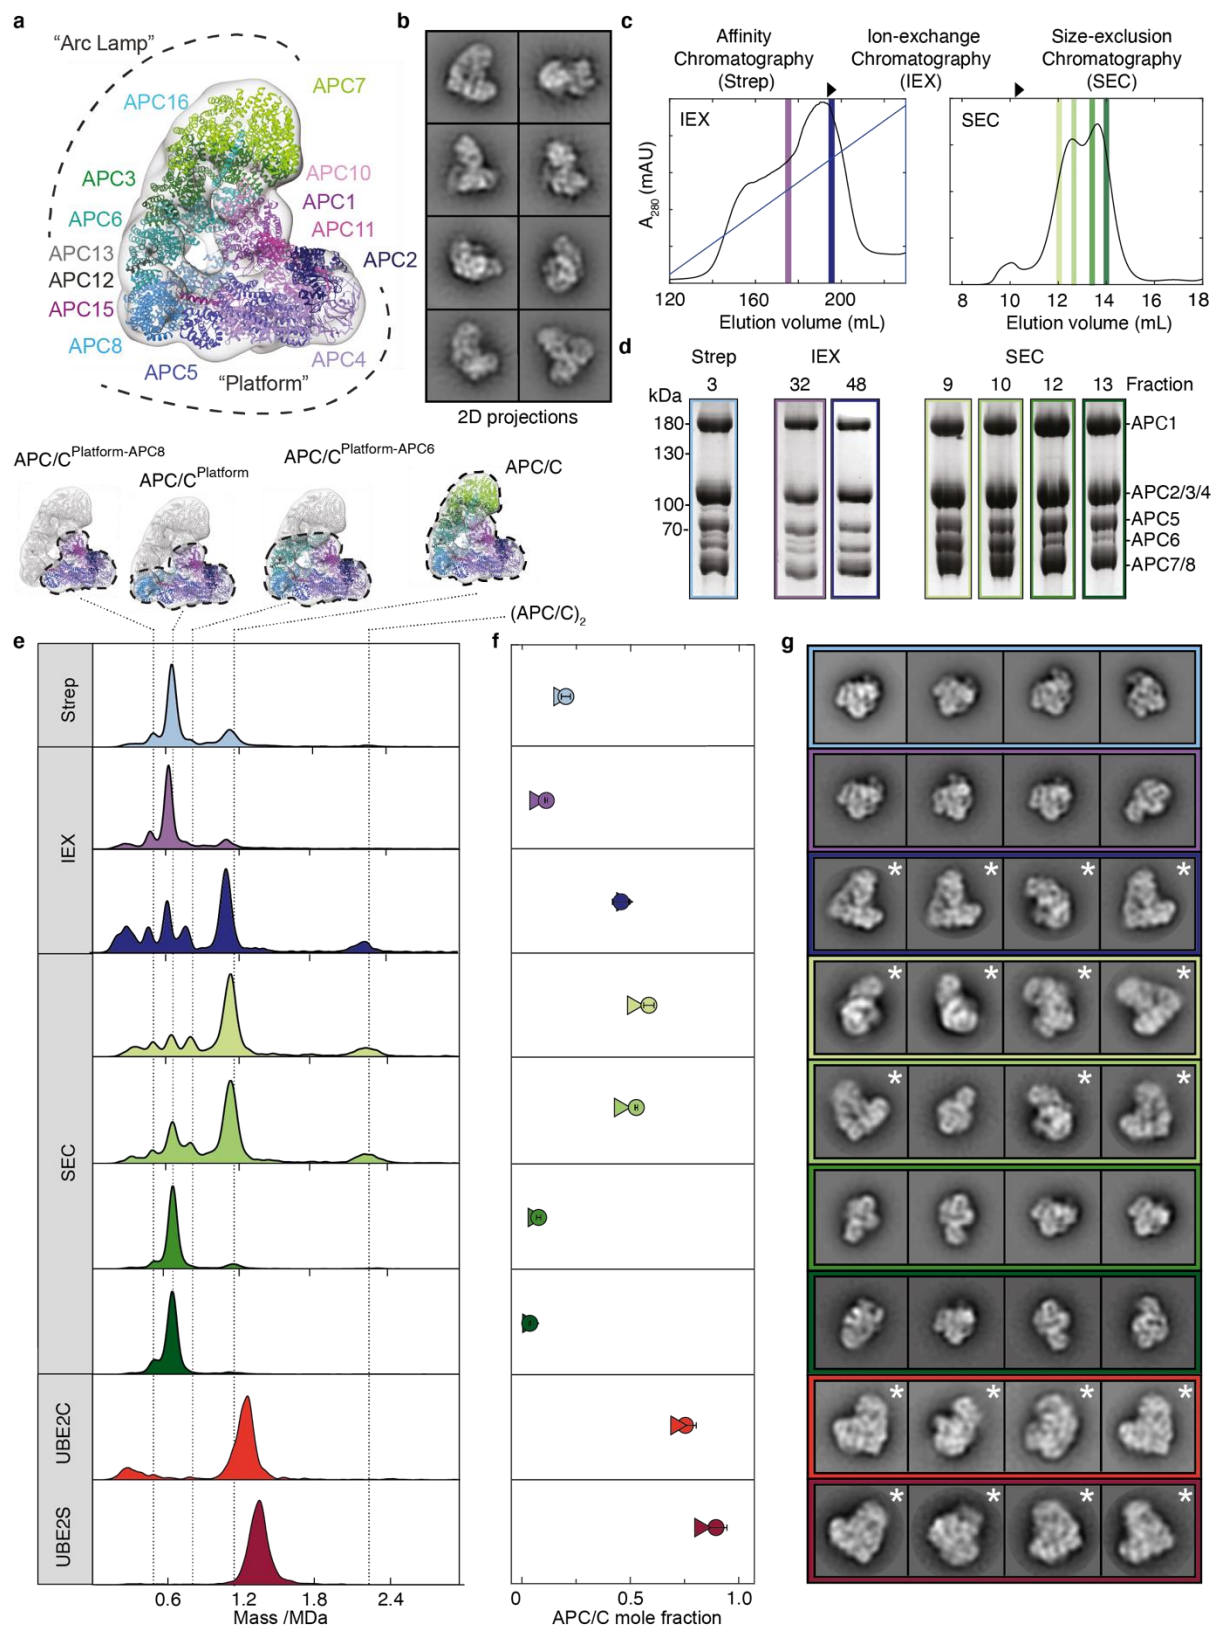 a
"Arc Lamp"
APC7
APC16
APC3
APC10
APC6
APC1
APC11
APC13
APC2
APC12
APC15
APC8
APC5
"Platform"
APC4
b
2D projections
c
Affinity Chromatography (Strep)
Ion-exchange Chromatography (IEX)
Size-exclusion Chromatography (SEC)
IEX
A280 (mAU)
120 160 200
Elution volume (mL)
SEC
8 10 12 14 16 18
Elution volume (mL)
d
Strep IEX SEC
kDa 3 32 48 9 10 12 13 Fraction
180 APC1
130
100 APC2/3/4
70 APC5
APC6
APC7/8
APC/CPlatform-APC8
APC/CPlatform
APC/CPlatform-APC6
APC/C
(APC/C)2
e
Strep
IEX
SEC
UBE2C
UBE2S
0.6 1.2 1.8 2.4
Mass /MDa
f
0 0.5 1.0
APC/C mole fraction
g
* * * *
* * * *
* * *
* * * *
* * * *